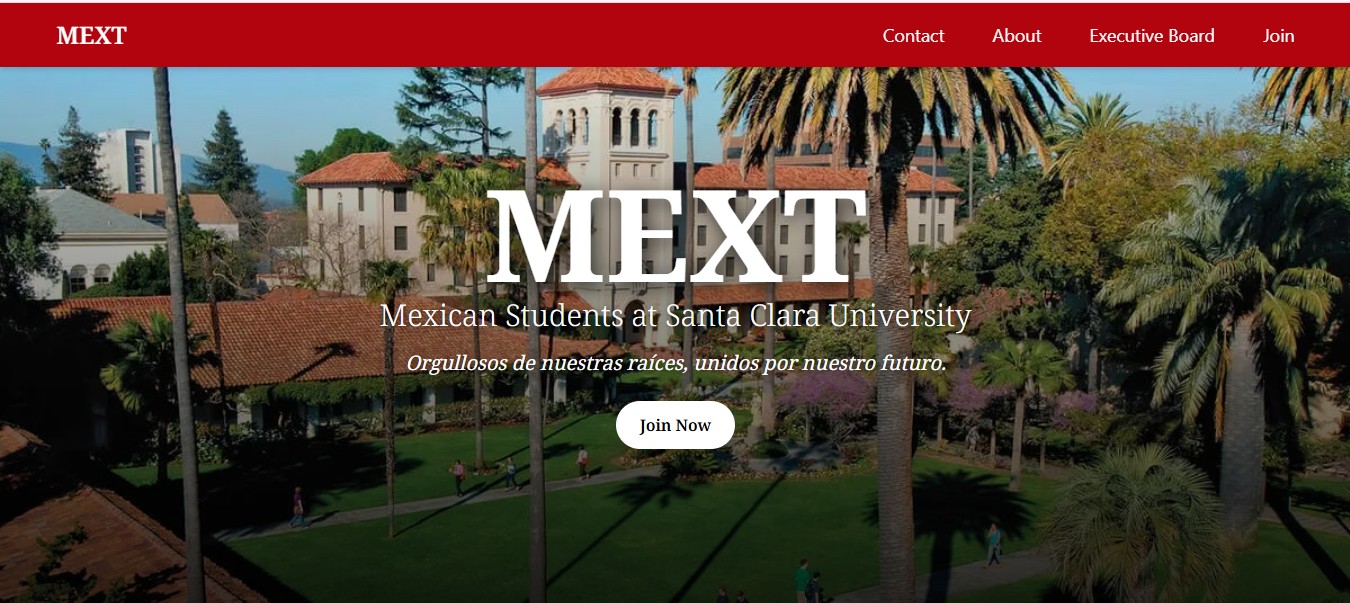 MEXT
Contact About Executive Board Join
MEXT
Mexican Students at Santa Clara University
Orgullosos de nuestras raíces, unidos por nuestro futuro.
Join Now